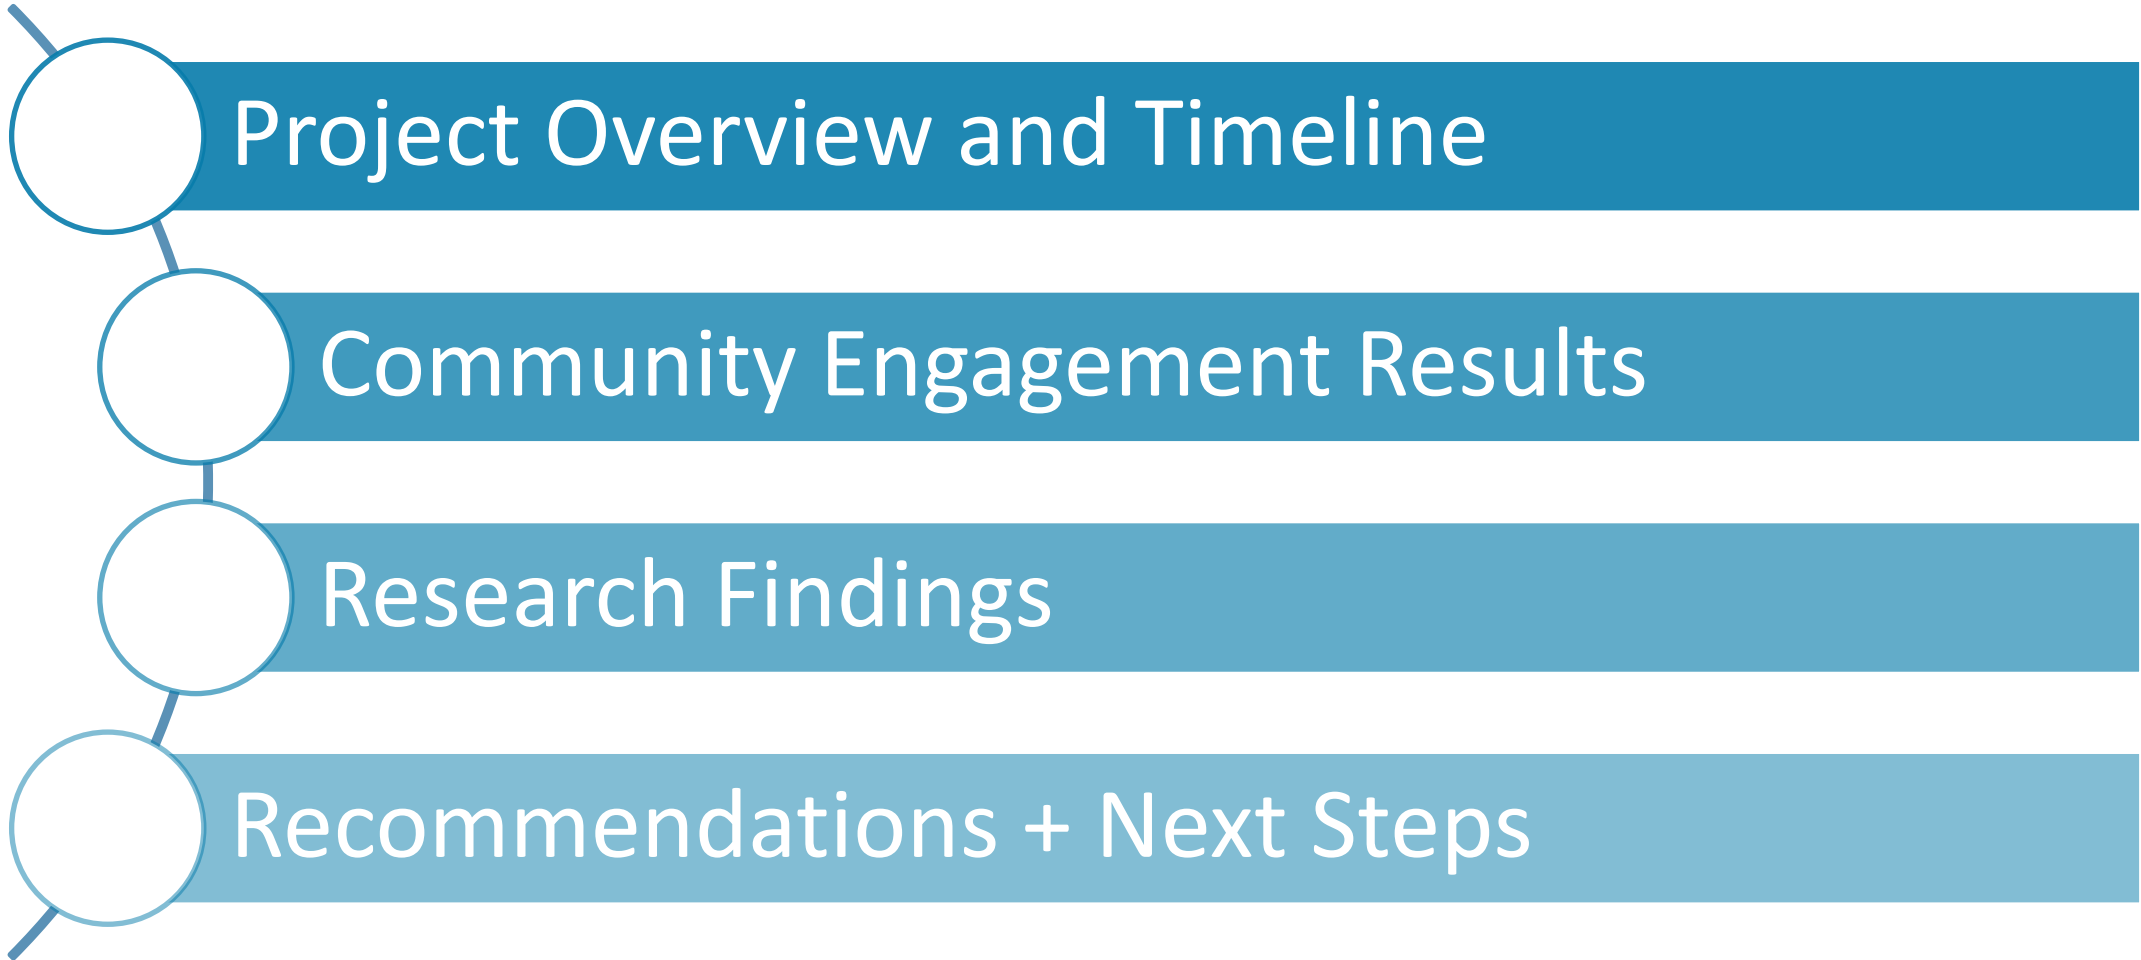 Project Overview and Timeline
Community Engagement Results
Research Findings
Recommendations + Next Steps